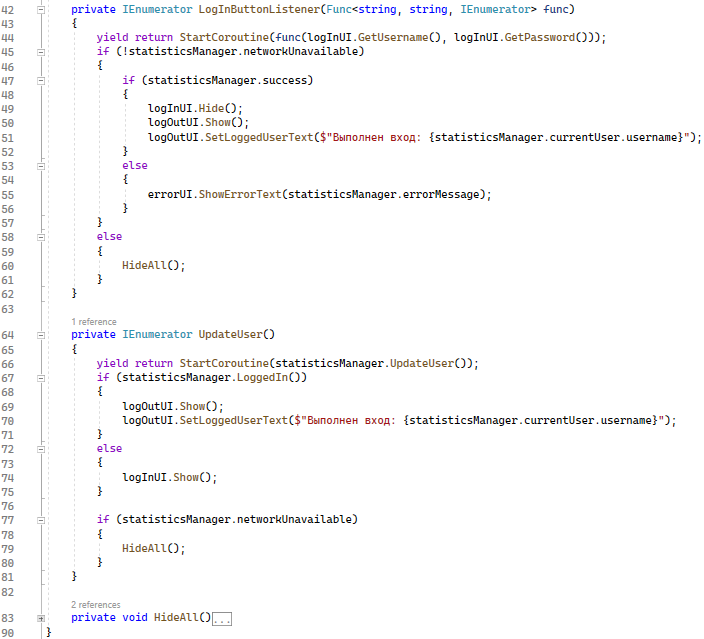 42 private IEnumerator LogInButtonListener(Func<string, string, IEnumerator> func)
43 {
44 yield return StartCoroutine(func(logInUI.GetUsername(), logInUI.GetPassword()));
45 if (!statisticsManager.networkUnavailable)
46 {
47 if (statisticsManager.success)
48 {
49 logInUI.Hide();
50 logOutUI.Show();
51 logOutUI.SetLoggedUserText($"Выполнен вход: {statisticsManager.currentUser.username}");
52 }
53 else
54 {
55 errorUI.ShowErrorText(statisticsManager.errorMessage);
56 }
57 }
58 else
59 {
60 HideAll();
61 }
62 }
63
1 reference
64 private IEnumerator UpdateUser()
65 {
66 yield return StartCoroutine(statisticsManager.UpdateUser());
67 if (statisticsManager.LoggedIn())
68 {
69 logOutUI.Show();
70 logOutUI.SetLoggedUserText($"Выполнен вход: {statisticsManager.currentUser.username}");
71 }
72 else
73 {
74 logInUI.Show();
75 }
76
77 if (statisticsManager.networkUnavailable)
78 {
79 HideAll();
80 }
81 }
82
2 references
83 private void HideAll()...
90 }